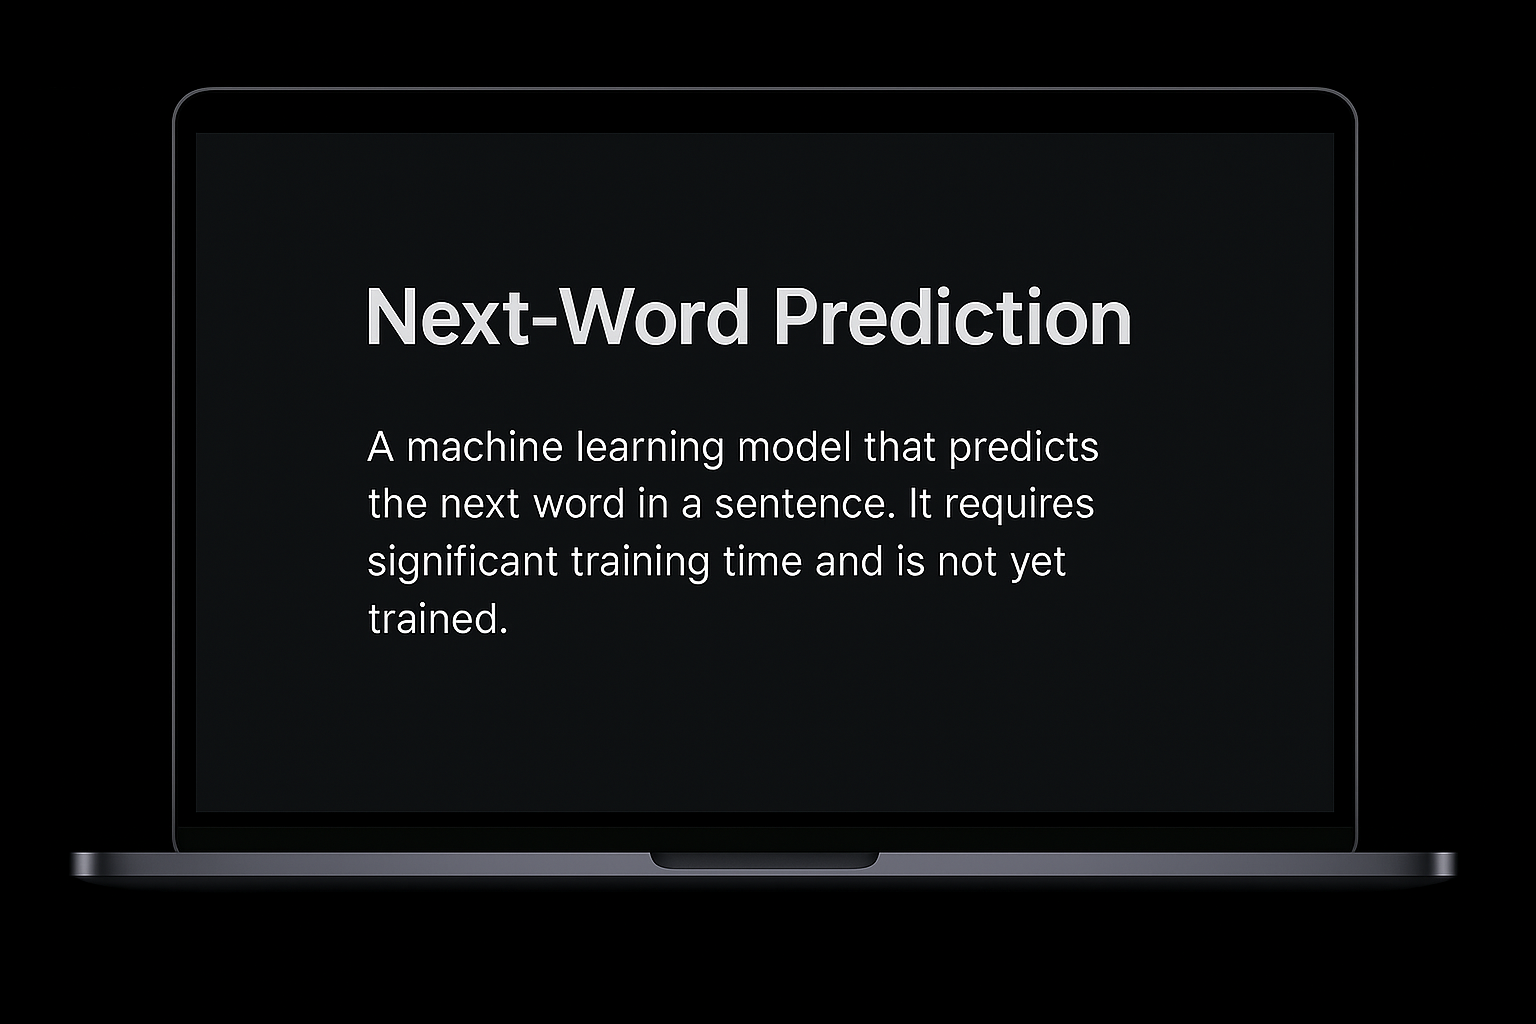 Next-Word Prediction
A machine learning model that predicts
the next word in a sentence. It requires
significant training time and is not yet
trained.